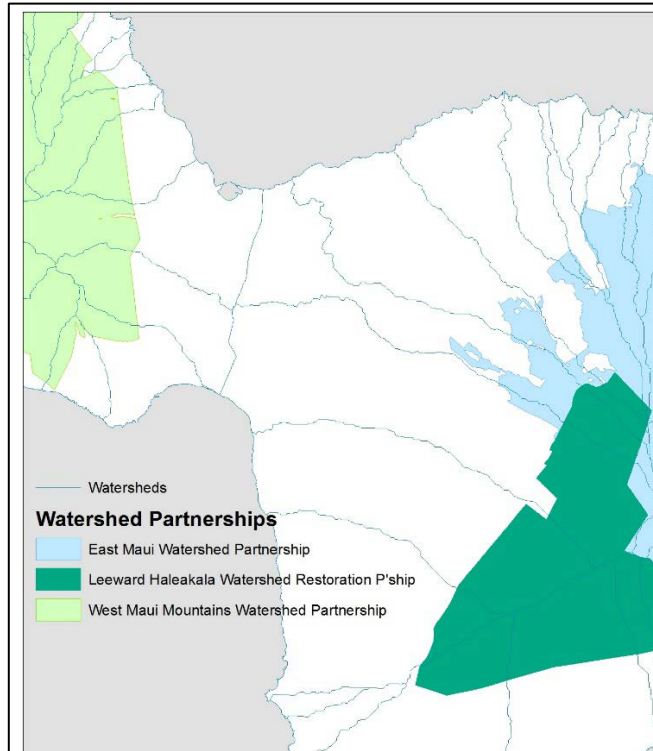 Watersheds
Watershed Partnerships
East Maui Watershed Partnership
Leeward Haleakala Watershed Restoration P'ship
West Maui Mountains Watershed Partnership